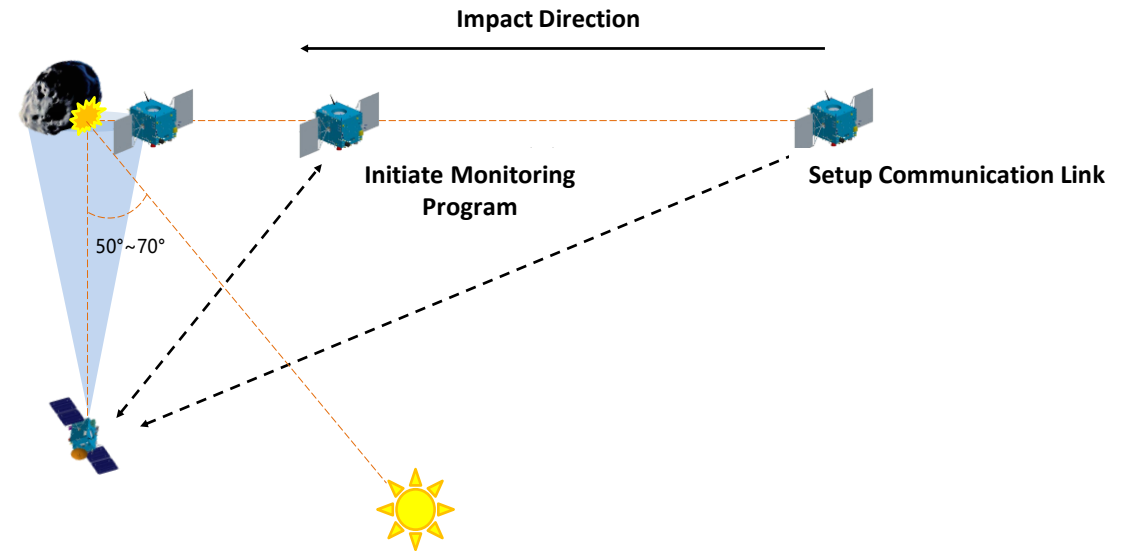 Impact Direction
Initiate Monitoring
Program
Setup Communication Link
50°~70°